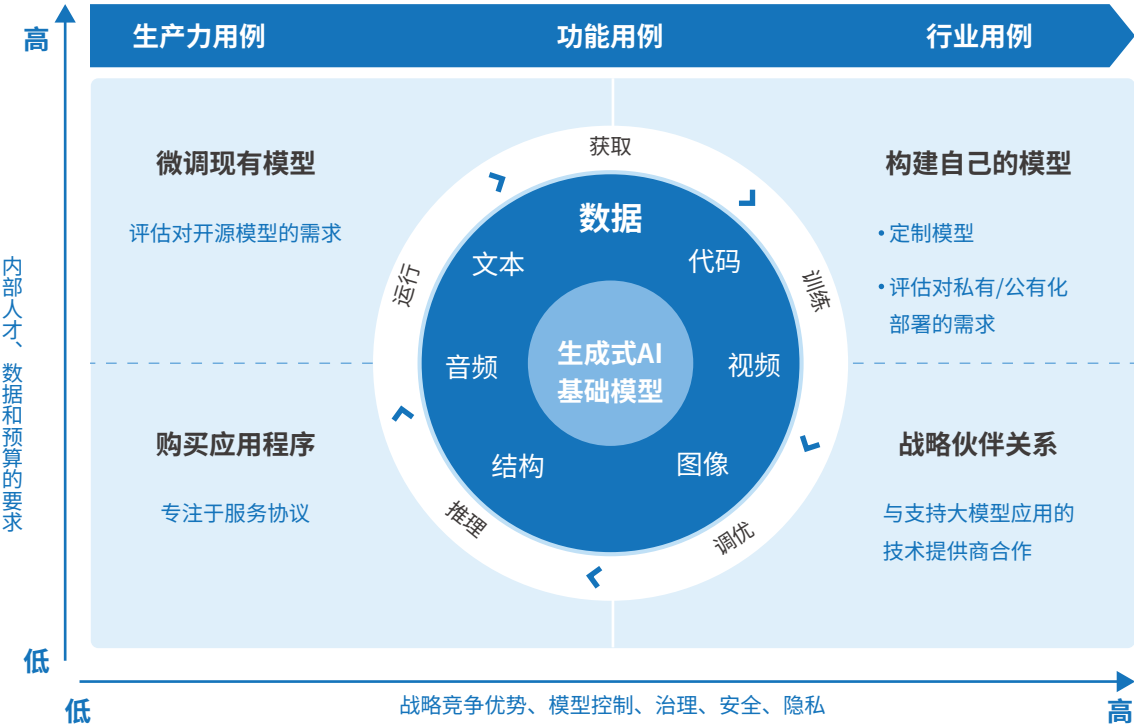 高
生产力用例
功能用例
行业用例
获取
微调现有模型
构建自己的模型
数据
评估对开源模型的需求
• 定制模型
文本
代码
运行
训练
• 评估对私有/公有化
部署的需求
内部人才、数据和预算的要求
音频
生成式AI
基础模型
视频
购买应用程序
战略伙伴关系
结构
图像
专注于服务协议
推理
调优
与支持大模型应用的
技术提供商合作
低
低
战略竞争优势、模型控制、治理、安全、隐私
高